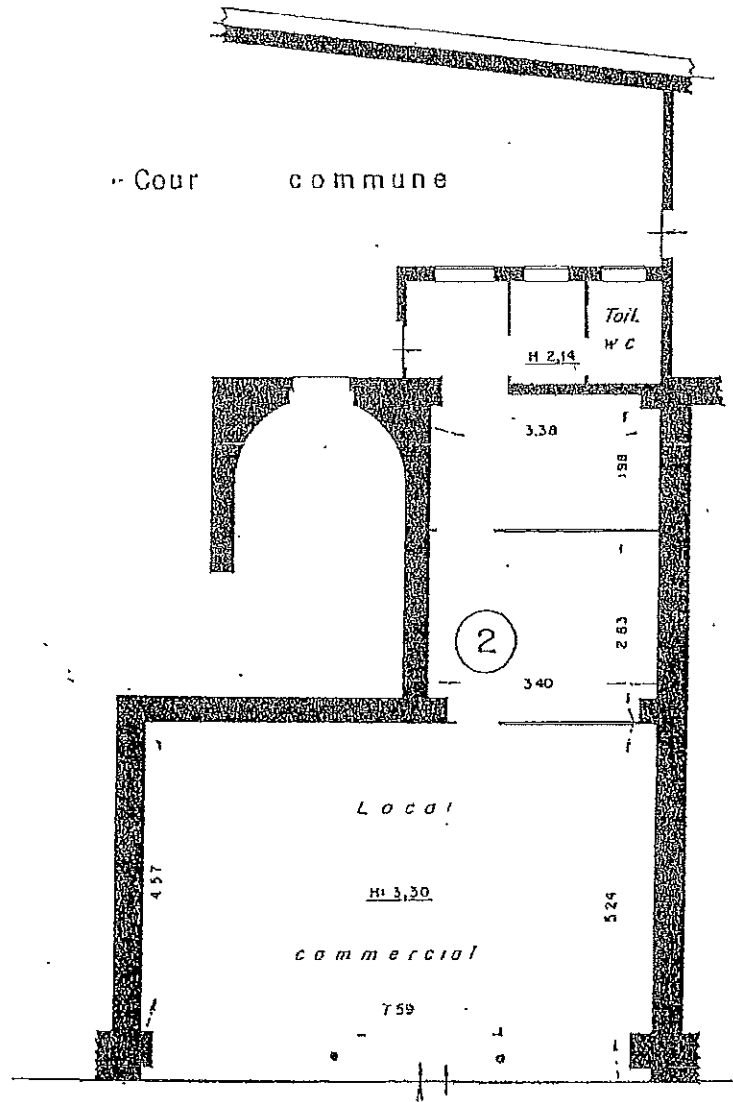 Cour commune
Toil.
W C
H 2,14
3,38
1 98
2 83
2
3 40
Local
4 57
H: 3,30
5 24
commercial
7 59